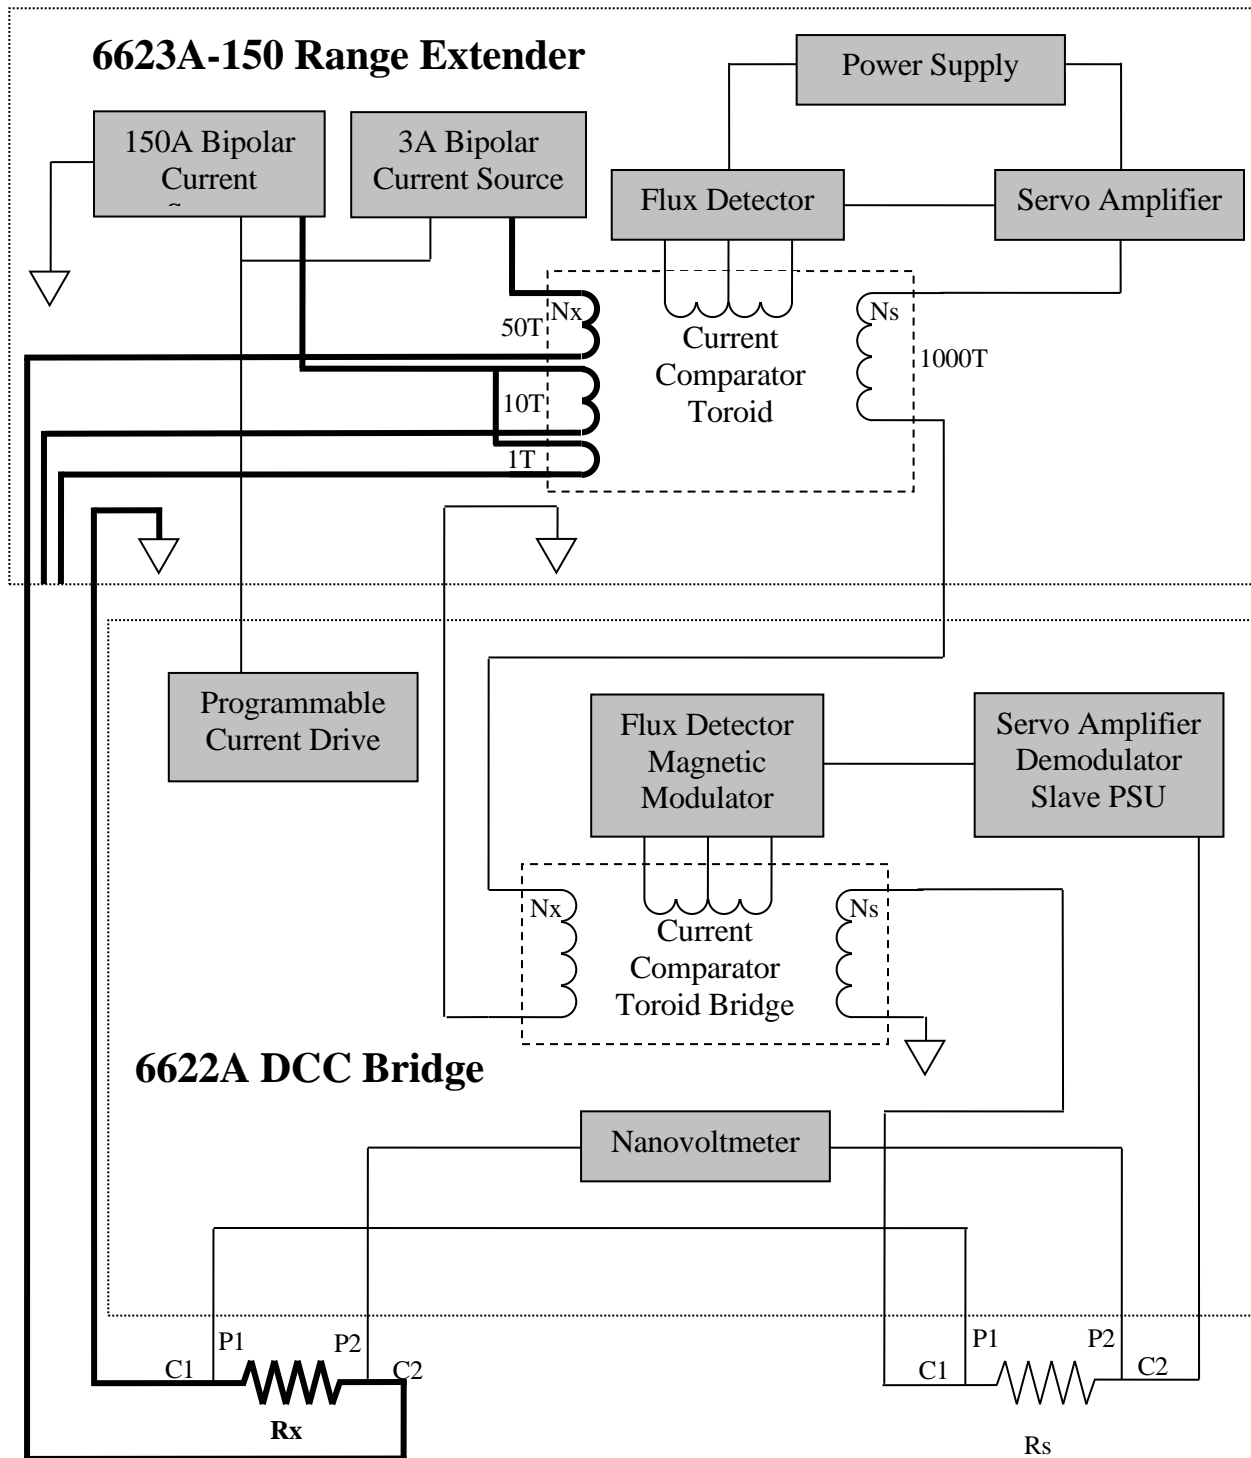 6623A-150 Range Extender
Power Supply
150A Bipolar
Current
3A Bipolar
Current Source
Flux Detector
Servo Amplifier
Nx
50T
10T
1T
Current
Comparator
Toroid
Ns
1000T
Programmable
Current Drive
Flux Detector
Magnetic
Modulator
Servo Amplifier
Demodulator
Slave PSU
Nx
Current
Comparator
Toroid Bridge
Ns
6622A DCC Bridge
Nanovoltmeter
P1
P2
C1
C2
Rx
P1
P2
C1
C2
Rs